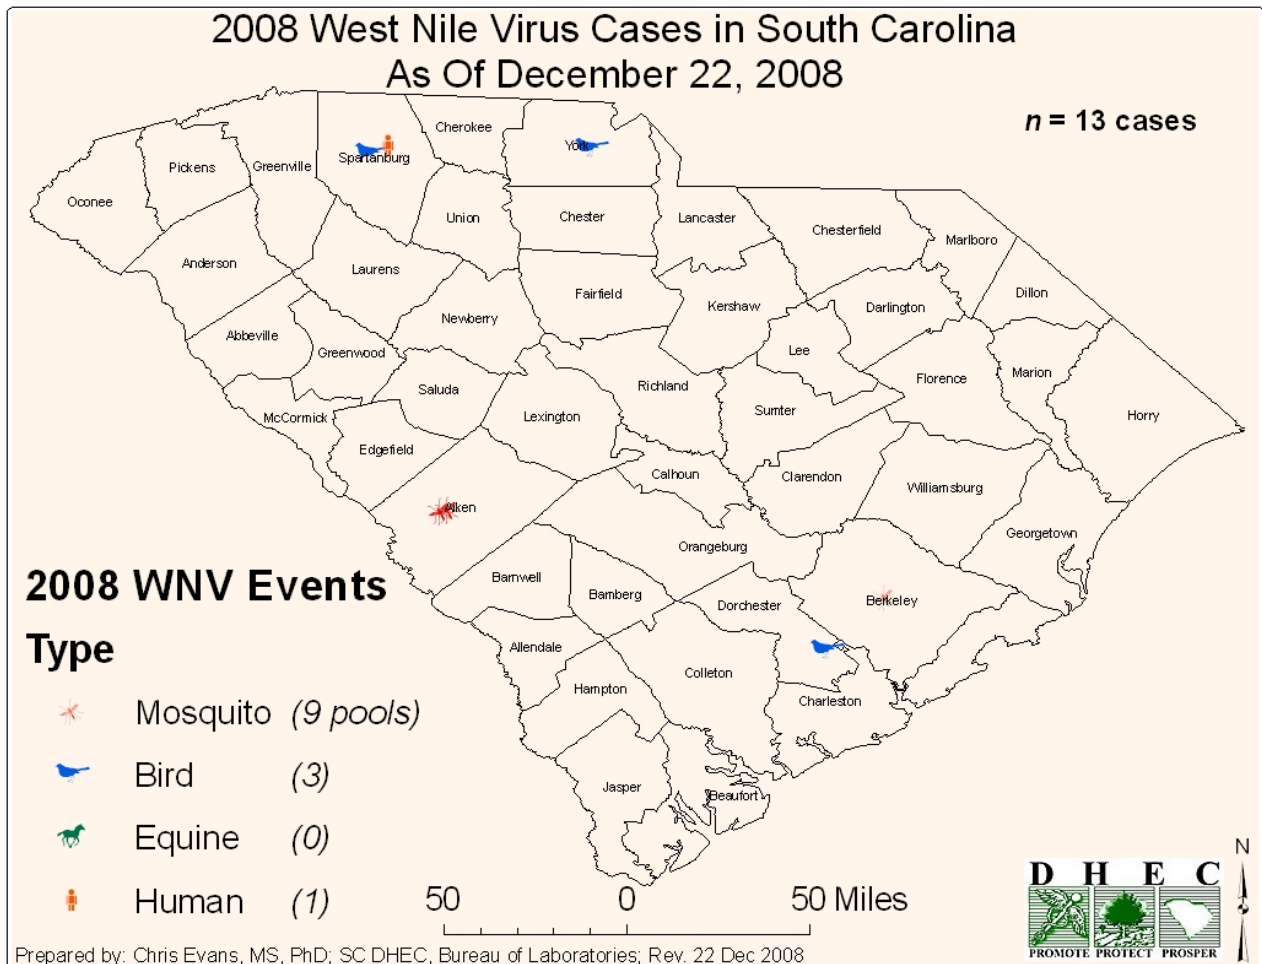 2008 West Nile Virus Cases in South Carolina
As Of December 22, 2008
n = 13 cases
Cherokee
York
Spartanburg
Pickens
Greenville
Oconee
Union
Chester
Lancaster
Chesterfield
Marlboro
Anderson
Laurens
Fairfield
Kershaw
Darlington
Dillon
Newberry
Abbeville
Greenwood
Lee
Saluda
Richland
Florence
Marion
McCormick
Lexington
Sumter
Horry
Edgefield
Calhoun
Clarendon
Williamsburg
Aiken
Georgetown
Orangeburg
Barnwell
Bamberg
Dorchester
Berkeley
Allendale
Colleton
Hampton
Charleston
Jasper
Beaufort
2008 WNV Events
Type
Mosquito (9 pools)
Bird (3)
Equine (0)
Human (1)
50 0 50 Miles
N
D H E C
PROMOTE PROTECT PROSPER
Prepared by: Chris Evans, MS, PhD; SC DHEC, Bureau of Laboratories; Rev. 22 Dec 2008